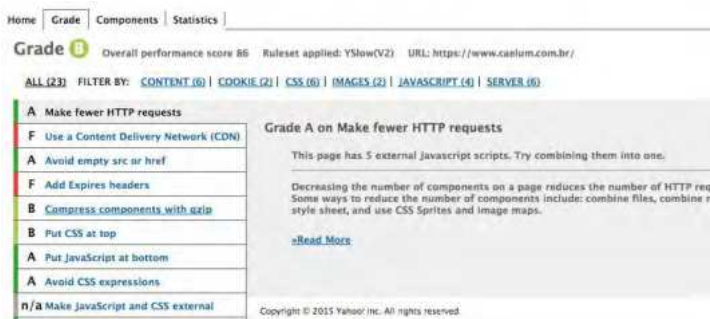 Home Grade Components Statistics
Grade B Overall performance score 86 Ruleset applied: YSlow(V2) URL: https://www.caelum.com.br/
ALL (23) FILTER BY: CONTENT (6) | COOKIE (2) | CSS (6) | IMAGES (2) | JAVASCRIPT (4) | SERVER (6)
A Make fewer HTTP requests
F Use a Content Delivery Network (CDN)
A Avoid empty src or href
F Add Expires headers
B Compress components with gzip
B Put CSS at top
A Put JavaScript at bottom
A Avoid CSS expressions
n/a Make JavaScript and CSS external
Grade A on Make fewer HTTP requests
This page has 5 external Javascript scripts. Try combining them into one.
Decreasing the number of components on a page reduces the number of HTTP
Some ways to reduce the number of components include: combine files, combine
style sheet, and use CSS Sprites and image maps.
»Read More
Copyright © 2015 Yahoo! Inc. All rights reserved.